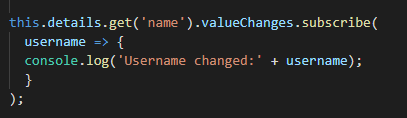 this.details.get('name').valueChanges.subscribe(
  username => {
  console.log('Username changed:' + username);
  }
);